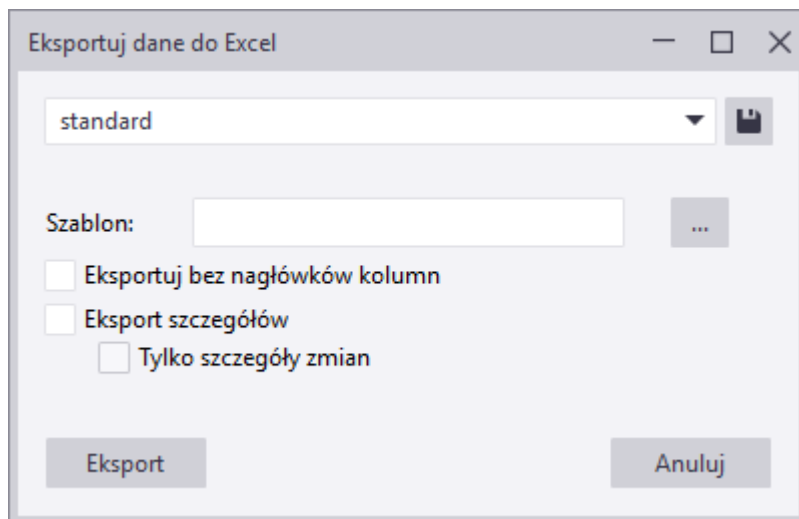 Eksportuj dane do Excel
standard
Szablon:
...
Eksportuj bez nagłówków kolumn
Eksport szczegółów
Tylko szczegóły zmian
Eksport
Anuluj